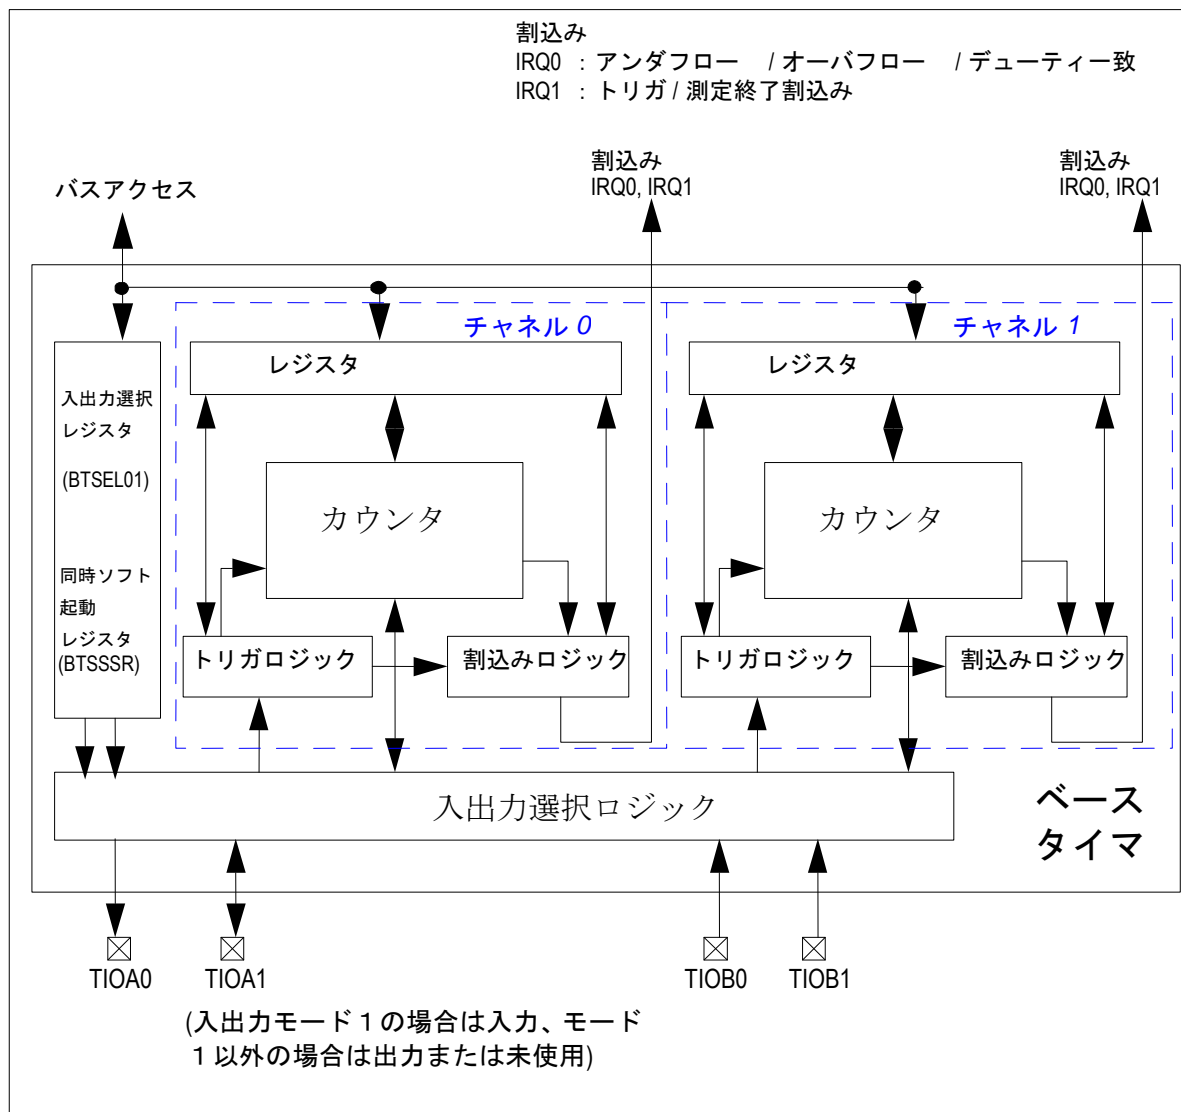 割込み
IRQ0 : アンダフロー / オーバフロー / デューティ一致
IRQ1 : トリガ / 測定終了割込み
割込み
IRQ0, IRQ1
割込み
IRQ0, IRQ1
バスアクセス
チャネル 0
チャネル 1
レジスタ
レジスタ
入出力選択
レジスタ
(BTSEL01)
同時ソフト
起動
レジスタ
(BTSSSR)
カウンタ
カウンタ
トリガロジック
割込みロジック
トリガロジック
割込みロジック
入出力選択ロジック
ベース
タイマ
TIOA0
TIOA1
TIOB0
TIOB1
(入出力モード 1 の場合は入力、モード
1 以外の場合は出力または未使用)